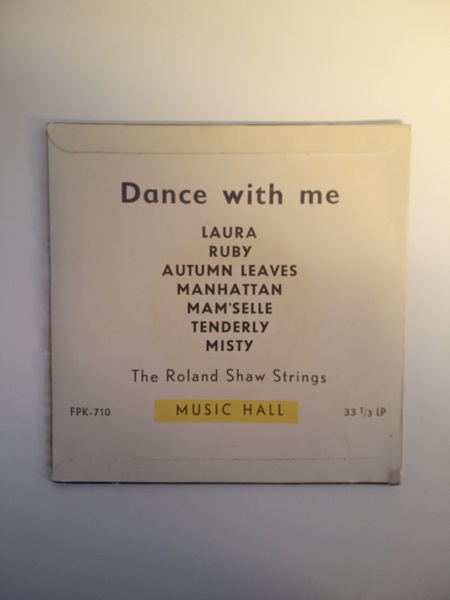 Dance with me
LAURA
RUBY
AUTUMN LEAVES
MANHATTAN
MAM'SELLE
TENDERLY
MISTY
The Roland Shaw Strings
FPK-710 MUSIC HALL 33 1/3 LP